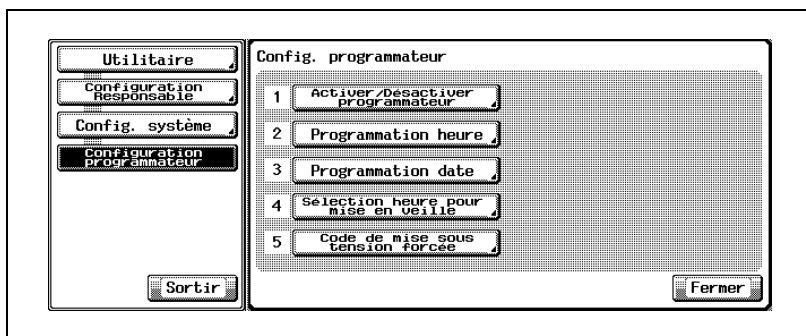 Utilitaire
Configuration
Responsable
Config. système
Configuration
programmateur
Sortir
Config. programmateur
1 Activer/Désactiver
programmateur
2 Programmation heure
3 Programmation date
4 Sélection heure pour
mise en veille
5 Code de mise sous
tension forcée
Fermer